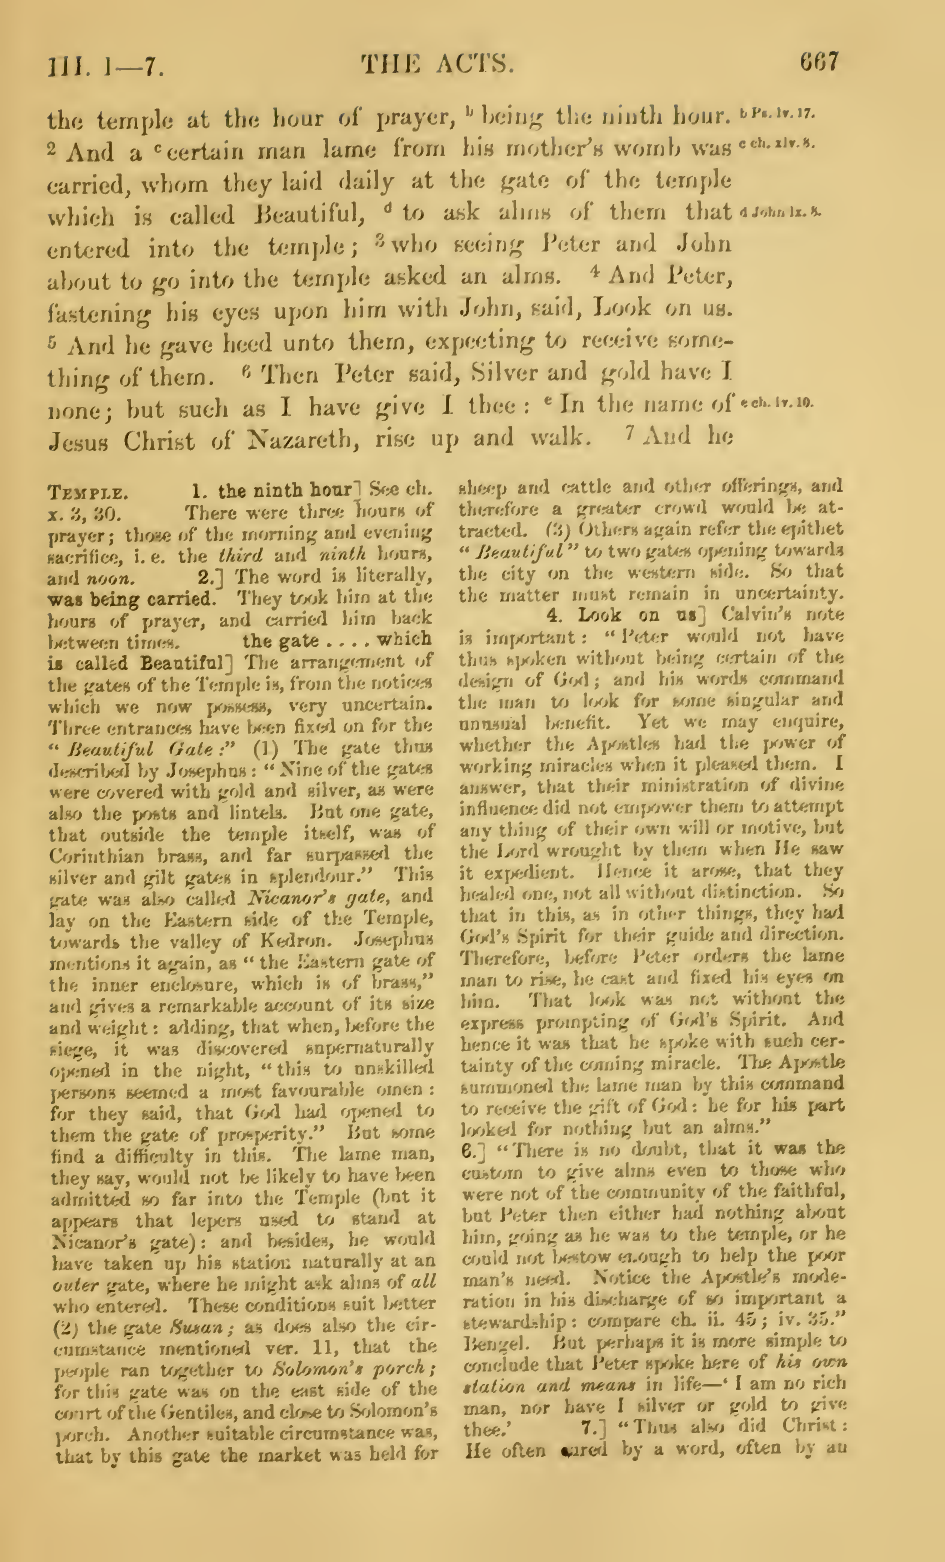 III. 1—7.
THE ACTS.
667
the temple at the hour of prayer, b being the ninth hour. b Ps. lv. 17.
2 And a c certain man lame from his mother's womb was c ch. xiv. 8.
carried, whom they laid daily at the gate of the temple
which is called Beautiful, d to ask alms of them that d John ix. 8.
entered into the temple; 3 who seeing Peter and John
about to go into the temple asked an alms. 4 And Peter,
fastening his eyes upon him with John, said, Look on us.
5 And he gave heed unto them, expecting to receive some-
thing of them. 6 Then Peter said, Silver and gold have I
none; but such as I have give I thee: e In the name of e ch. iv. 10.
Jesus Christ of Nazareth, rise up and walk. 7 And he
TEMPLE. 1. the ninth hour] See ch.
x. 3, 30. There were three hours of
prayer; those of the morning and evening
sacrifice, i. e. the third and ninth hours,
and noon. 2.] The word is literally,
was being carried. They took him at the
hours of prayer, and carried him back
between times. the gate .... which
is called Beautiful] The arrangement of
the gates of the Temple is, from the notices
which we now possess, very uncertain.
Three entrances have been fixed on for the
"Beautiful Gate:" (1) The gate thus
described by Josephus: "Nine of the gates
were covered with gold and silver, as were
also the posts and lintels. But one gate,
that outside the temple itself, was of
Corinthian brass, and far surpassed the
silver and gilt gates in splendour." This
gate was also called Nicanor's gate, and
lay on the Eastern side of the Temple,
towards the valley of Kedron. Josephus
mentions it again, as "the Eastern gate of
the inner enclosure, which is of brass,"
and gives a remarkable account of its size
and weight: adding, that when, before the
siege, it was discovered supernaturally
opened in the night, "this to unskilled
persons seemed a most favourable omen:
for they said, that God had opened to
them the gate of prosperity." But some
find a difficulty in this. The lame man,
they say, would not be likely to have been
admitted so far into the Temple (but it
appears that lepers used to stand at
Nicanor's gate): and besides, he would
have taken up his station naturally at an
outer gate, where he might ask alms of all
who entered. These conditions suit better
(2) the gate Susan; as does also the cir-
cumstance mentioned ver. 11, that the
people ran together to Solomon's porch;
for this gate was on the east side of the
court of the Gentiles, and close to Solomon's
porch. Another suitable circumstance was,
that by this gate the market was held for
sheep and cattle and other offerings, and
therefore a greater crowd would be at-
tracted. (3) Others again refer the epithet
"Beautiful" to two gates opening towards
the city on the western side. So that
the matter must remain in uncertainty.
4. Look on us] Calvin's note
is important: "Peter would not have
thus spoken without being certain of the
design of God; and his words command
the man to look for some singular and
unusual benefit. Yet we may enquire,
whether the Apostles had the power of
working miracles when it pleased them. I
answer, that their ministration of divine
influence did not empower them to attempt
any thing of their own will or motive, but
the Lord wrought by them when He saw
it expedient. Hence it arose, that they
healed one, not all without distinction. So
that in this, as in other things, they had
God's Spirit for their guide and direction.
Therefore, before Peter orders the lame
man to rise, he cast and fixed his eyes on
him. That look was not without the
express prompting of God's Spirit. And
hence it was that he spoke with such cer-
tainty of the coming miracle. The Apostle
summoned the lame man by this command
to receive the gift of God: he for his part
looked for nothing but an alms."
6.] "There is no doubt, that it was the
custom to give alms even to those who
were not of the community of the faithful,
but Peter then either had nothing about
him, going as he was to the temple, or he
could not bestow enough to help the poor
man's need. Notice the Apostle's mode-
ration in his discharge of so important a
stewardship: compare ch. ii. 45; iv. 35."
Bengel. But perhaps it is more simple to
conclude that Peter spoke here of his own
station and means in life—'I am no rich
man, nor have I silver or gold to give
thee.' 7.] "Thus also did Christ:
He often cured by a word, often by an